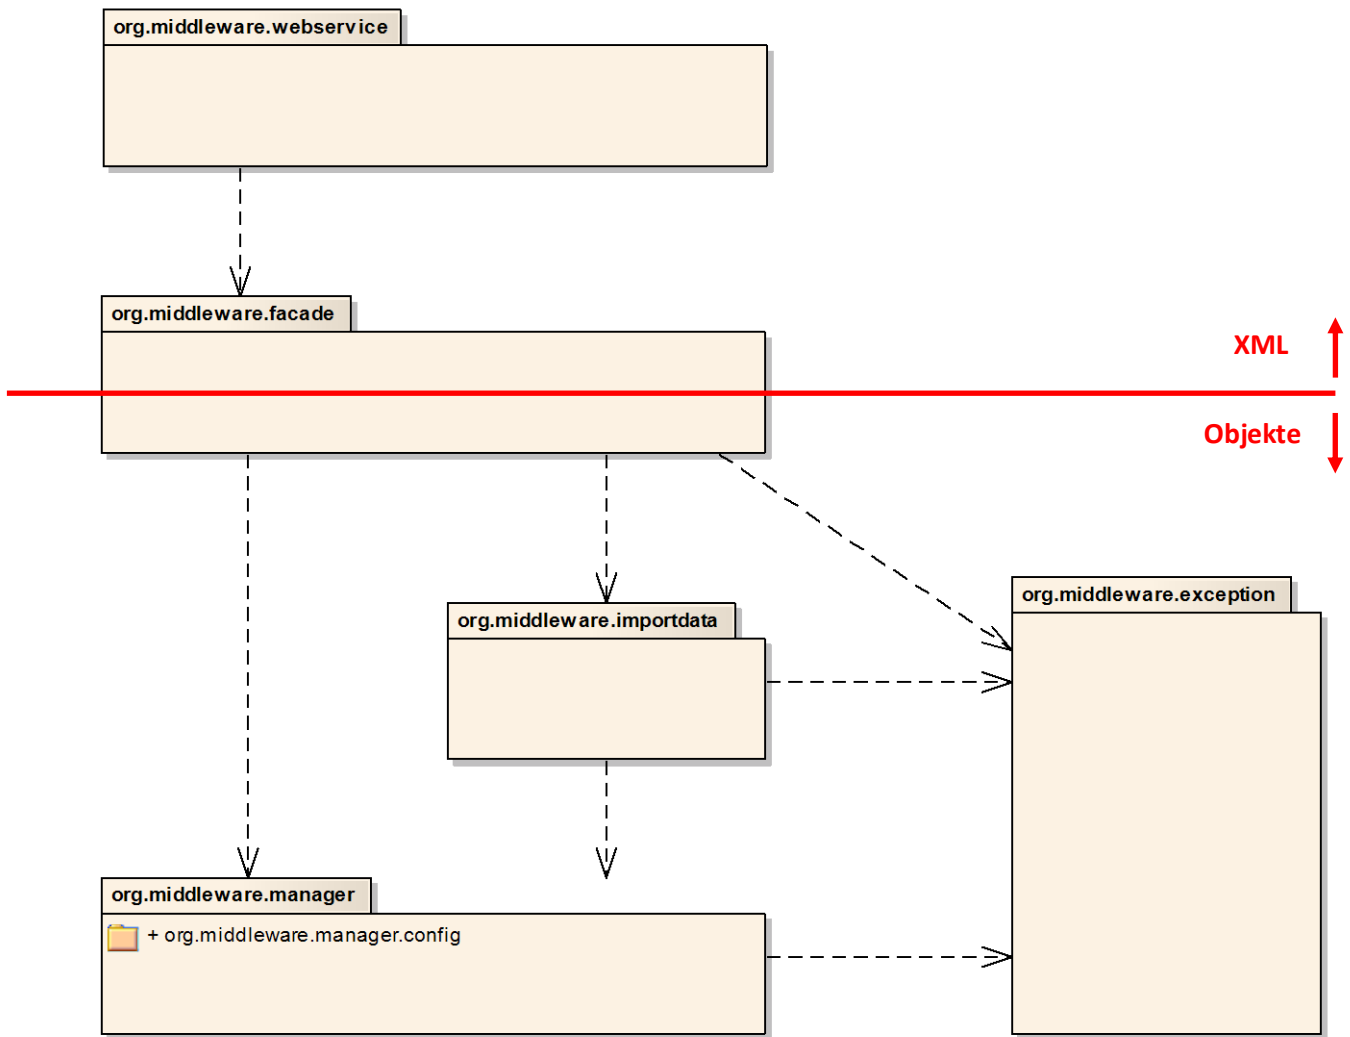 org.middleware.webservice
org.middleware.facade
XML
Objekte
org.middleware.exception
org.middleware.importdata
org.middleware.manager
+ org.middleware.manager.config